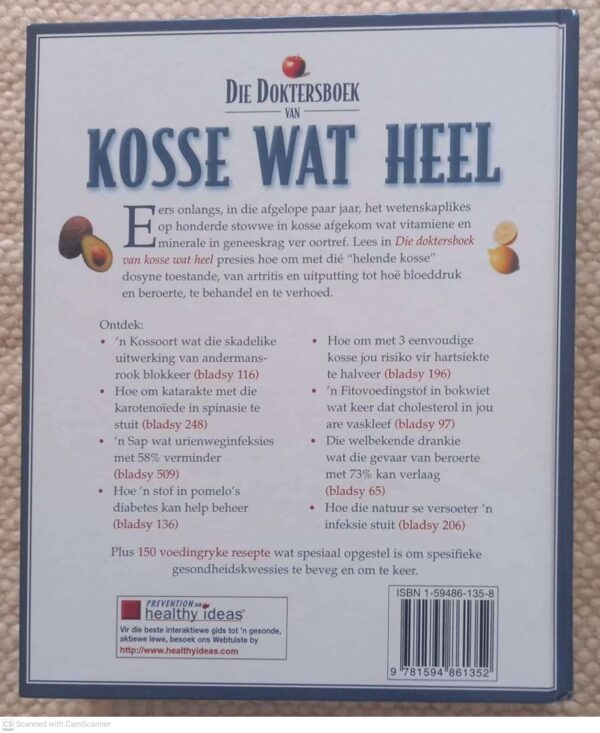 DIE DOKTERSBOEK
VAN
KOSSE WAT HEEL
Eers onlangs, in die afgelope paar jaar, het wetenskaplikes
op honderde stowwe in kosse afgekom wat vitamiene en
minerale in geneeskrag ver oortref. Lees in Die doktersboek
van kosse wat heel presies hoe om met dié “helende kosse”
dosyne toestande, van artritis en uitputting tot hoë bloeddruk
en beroerte, te behandel en te verhoed.
Ontdek:
• ’n Kossoort wat die skadelike
uitwerking van andermans-
rook blokkeer (bladsy 116)
• Hoe om katarakte met die
karotenoïede in spinasie te
stuit (bladsy 248)
• ’n Sap wat urienweginfeksies
met 58% verminder
(bladsy 509)
• Hoe ’n stof in pomelo’s
diabetes kan help beheer
(bladsy 136)
• Hoe om met 3 eenvoudige
kosse jou risiko vir hartsiekte
te halveer (bladsy 196)
• ’n Fitovoedingstof in bokwiet
wat keer dat cholesterol in jou
are vaskleef (bladsy 97)
• Die welbekende drankie
wat die gevaar van beroerte
met 73% kan verlaag
(bladsy 65)
• Hoe die natuur se versoeter ’n
infeksie stuit (bladsy 206)
Plus 150 voedingryke resepte wat spesiaal opgestel is om spesifieke
gesondheidskwessies te beveg en om te keer.
PREVENTION
healthy ideas
Vir die beste interaktiewe gids tot ’n gesonde,
aktiewe lewe, besoek ons Webtuiste by
http://www.healthyideas.com
ISBN 1-59486-135-8
9 781594 861352
CS Scanned with CamScanner